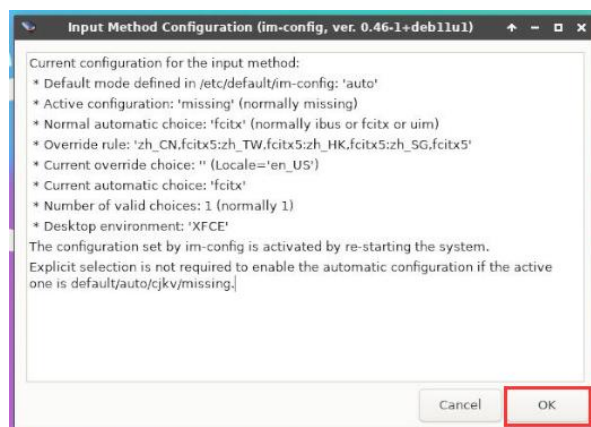 Input Method Configuration (im-config, ver. 0.46-1+deb11u1)
Current configuration for the input method:
* Default mode defined in /etc/default/im-config: 'auto'
* Active configuration: 'missing' (normally missing)
* Normal automatic choice: 'fcitx' (normally ibus or fcitx or uim)
* Override rule: 'zh_CN,fcitx5:zh_TW,fcitx5:zh_HK,fcitx5:zh_SG,fcitx5'
* Current override choice: '' (Locale='en_US')
* Current automatic choice: 'fcitx'
* Number of valid choices: 1 (normally 1)
* Desktop environment: 'XFCE'
The configuration set by im-config is activated by re-starting the system.
Explicit selection is not required to enable the automatic configuration if the active
one is default/auto/cjkv/missing.
Cancel OK